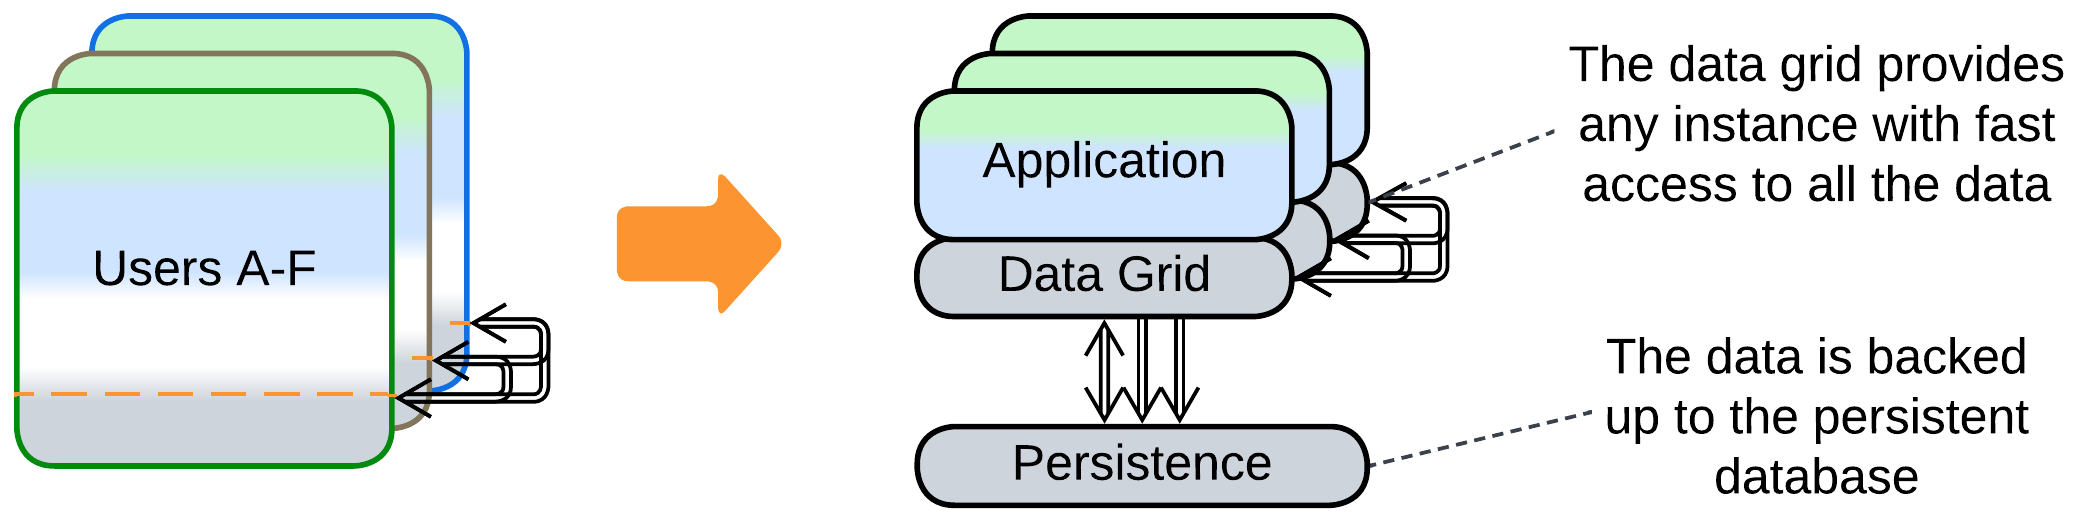 Users A-F
Application
Data Grid
Persistence
The data grid provides
any instance with fast
access to all the data
The data is backed
up to the persistent
database